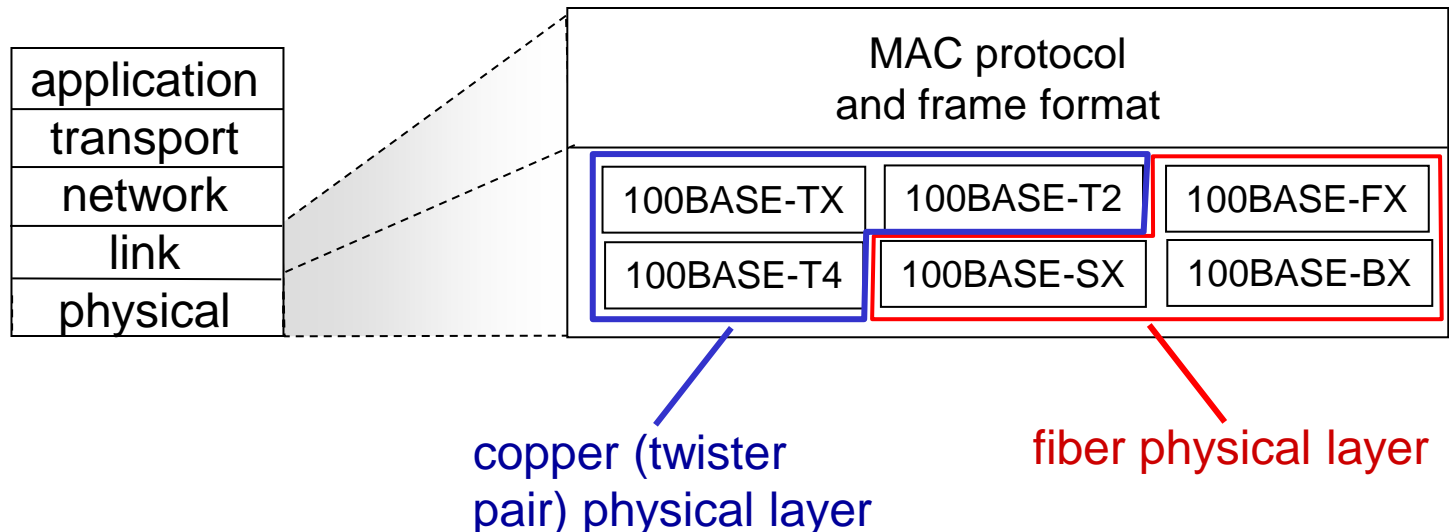 application
transport
network
link
physical
MAC protocol
and frame format
100BASE-TX
100BASE-T2
100BASE-FX
100BASE-T4
100BASE-SX
100BASE-BX
copper (twister
pair) physical layer
fiber physical layer